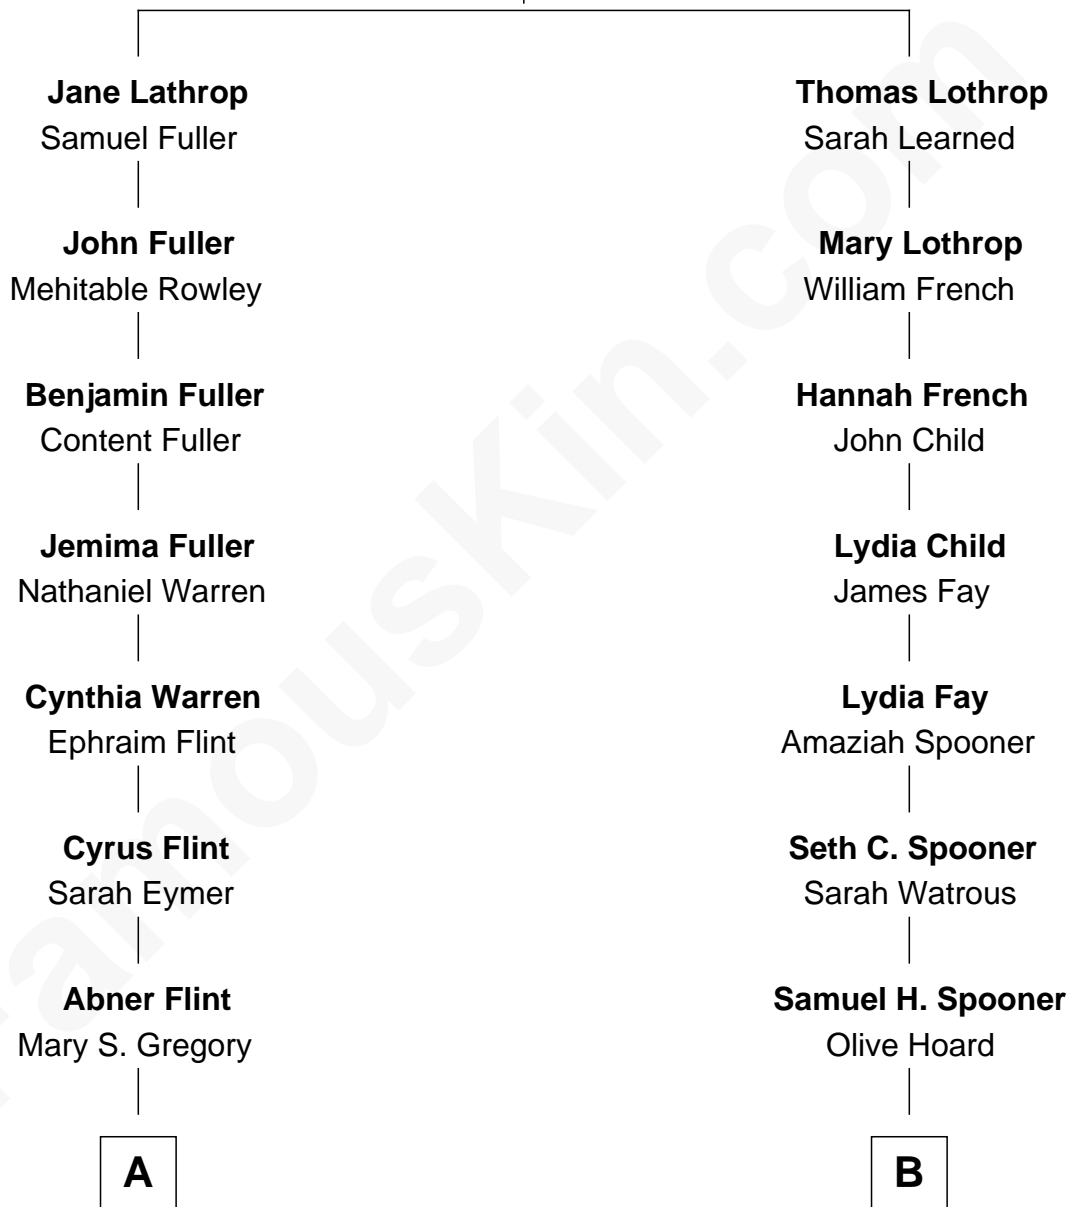 Jane Lathrop
Samuel Fuller
John Fuller
Mehitable Rowley
Benjamin Fuller
Content Fuller
Jemima Fuller
Nathaniel Warren
Cynthia Warren
Ephraim Flint
Cyrus Flint
Sarah Eymer
Abner Flint
Mary S. Gregory
A
Thomas Lothrop
Sarah Learned
Mary Lothrop
William French
Hannah French
John Child
Lydia Child
James Fay
Lydia Fay
Amaziah Spooner
Seth C. Spooner
Sarah Watrous
Samuel H. Spooner
Olive Hoard
B
FamousKin.com